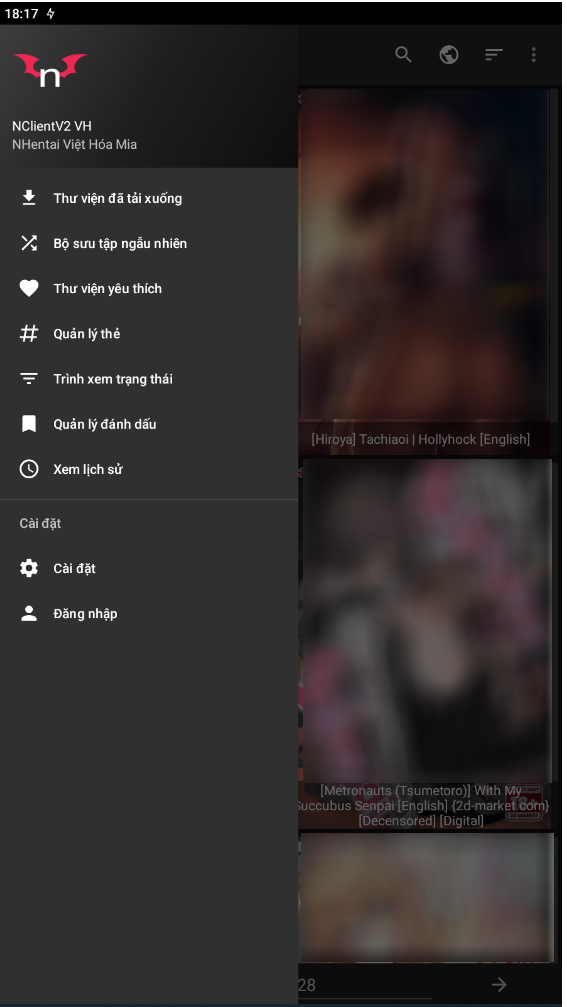 18:17
n
NClientV2 VH
NHentai Việt Hóa Mia
Thư viện đã tải xuống
Bộ sưu tập ngẫu nhiên
Thư viện yêu thích
Quản lý thẻ
Trình xem trạng thái
Quản lý đánh dấu
Xem lịch sử
Cài đặt
Cài đặt
Đăng nhập
[Hiroya] Tachiaoi | Hollyhock [English]
[Metronauts (Tsumetoro)] With My
Succubus Senpai [English] {2d-market.com}
[Decensored] [Digital]
28